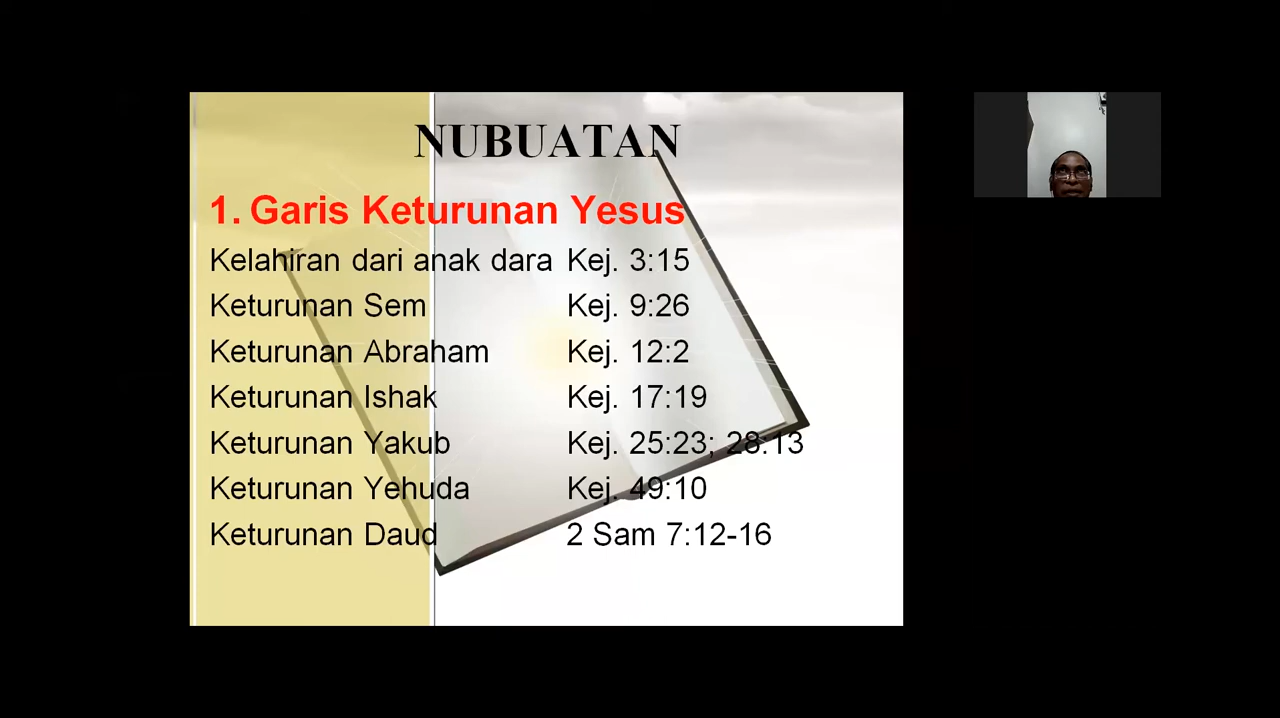 NUBUATAN
1. Garis Keturunan Yesus
Kelahiran dari anak dara Kej. 3:15
Keturunan Sem Kej. 9:26
Keturunan Abraham Kej. 12:2
Keturunan Ishak Kej. 17:19
Keturunan Yakub Kej. 25:23; 28:13
Keturunan Yehuda Kej. 49:10
Keturunan Daud 2 Sam 7:12-16